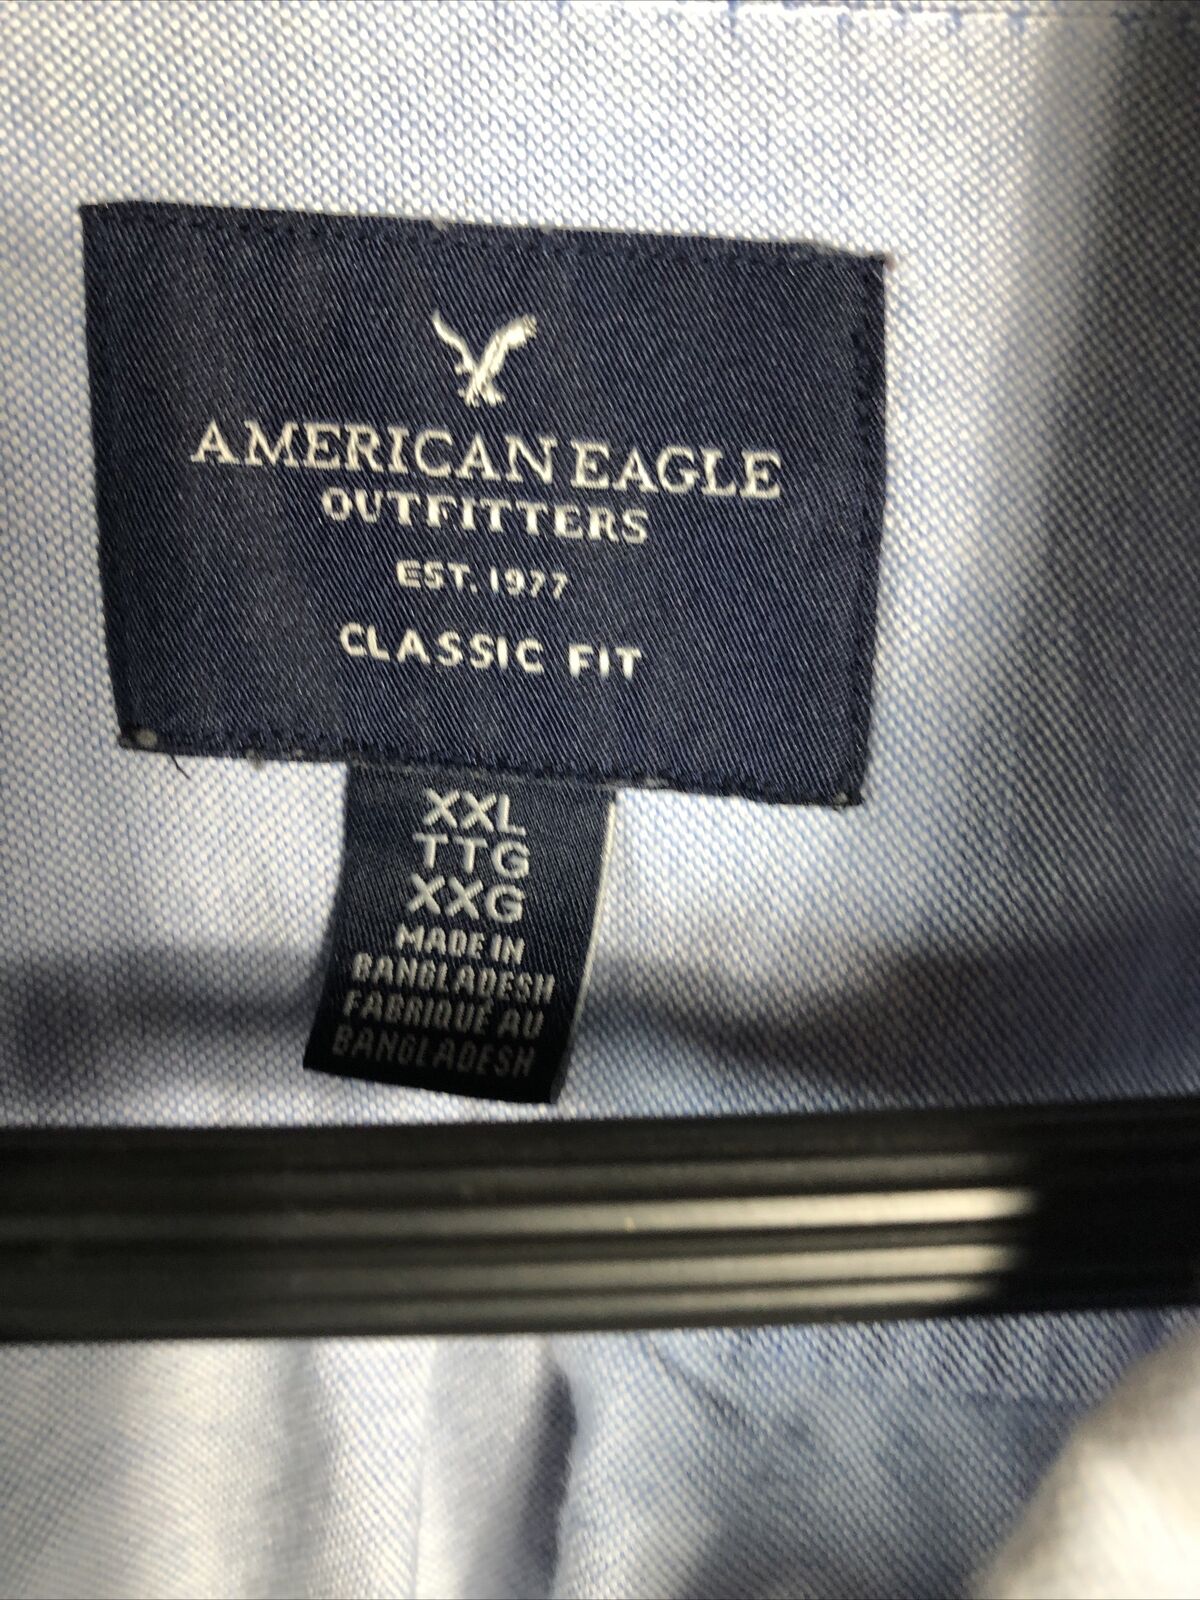 AMERICAN EAGLE
OUTFITTERS
EST. 1977
CLASSIC FIT
XXL
TTG
XXG
MADE IN
BANGLADESH
FABRIQUÉ AU
BANGLADESH